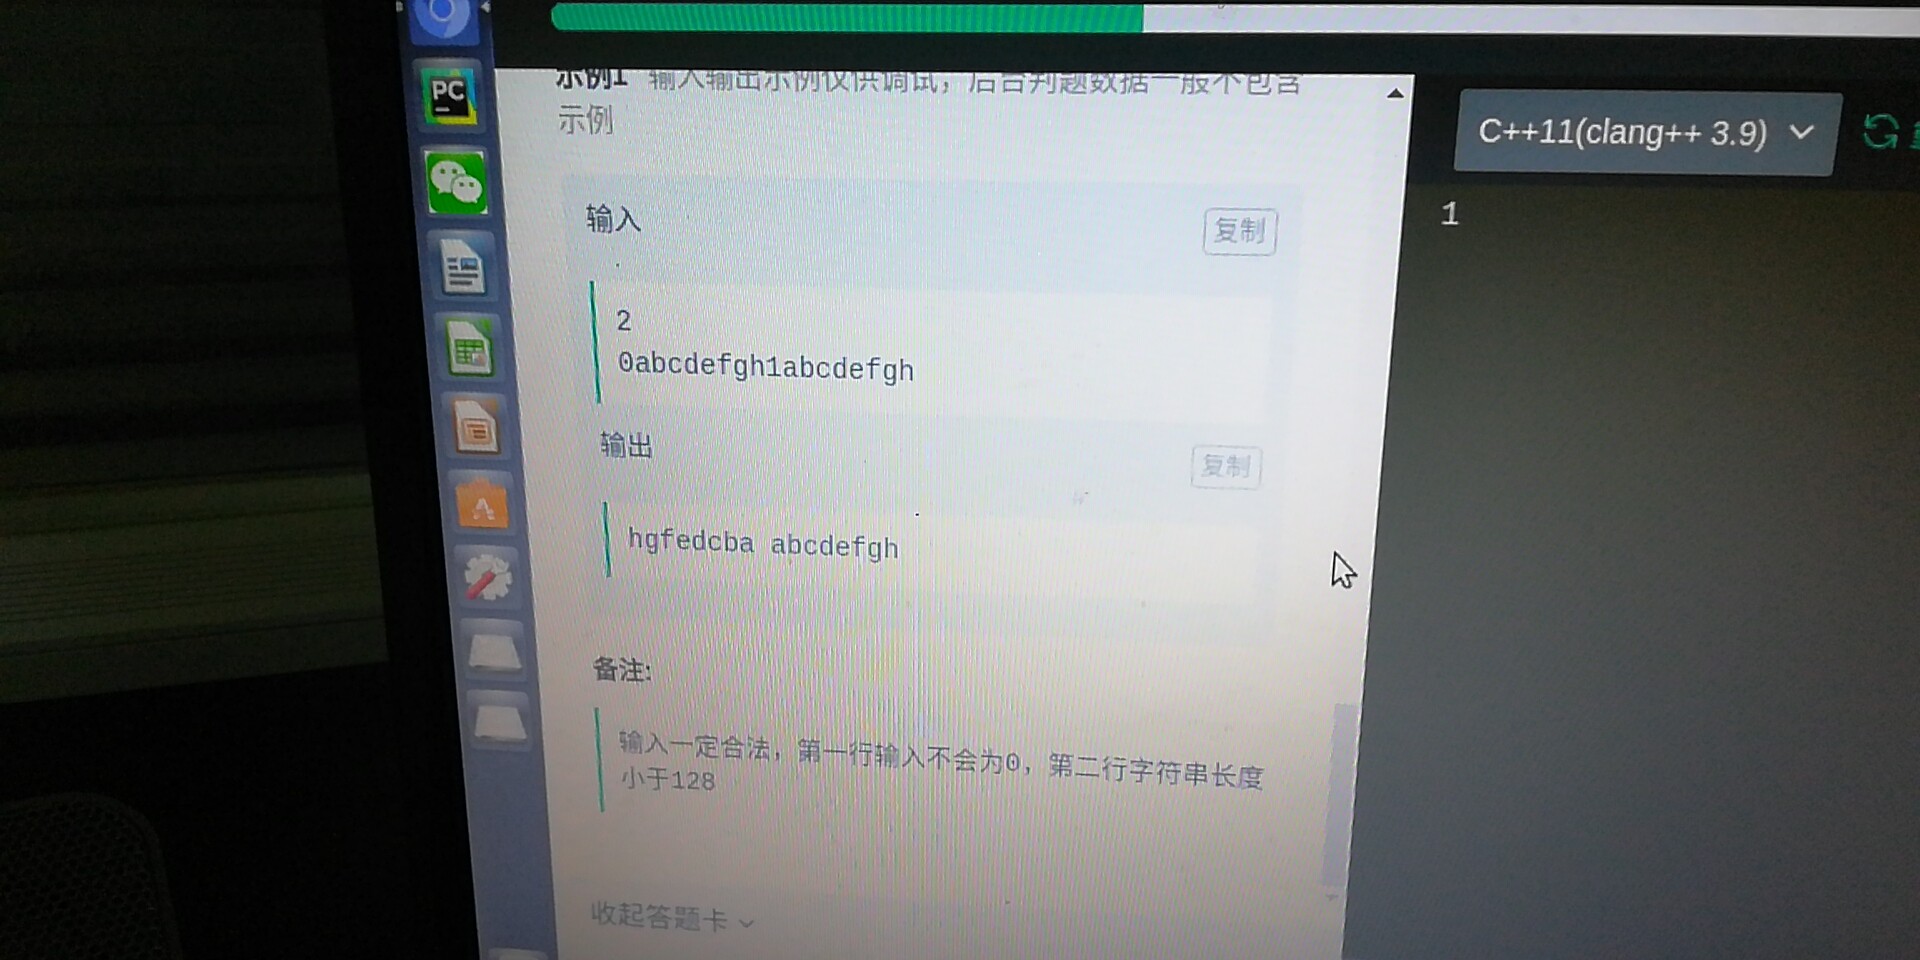 示例1 输入输出示例仅供调试，后台判题数据一般不包含
示例
输入
复制
2
0abcdefgh1abcdefgh
输出
复制
hgfedcba abcdefgh
备注:
输入一定合法，第一行输入不会为0，第二行字符串长度
小于128
收起答题卡
PC
C++11(clang++ 3.9)
1